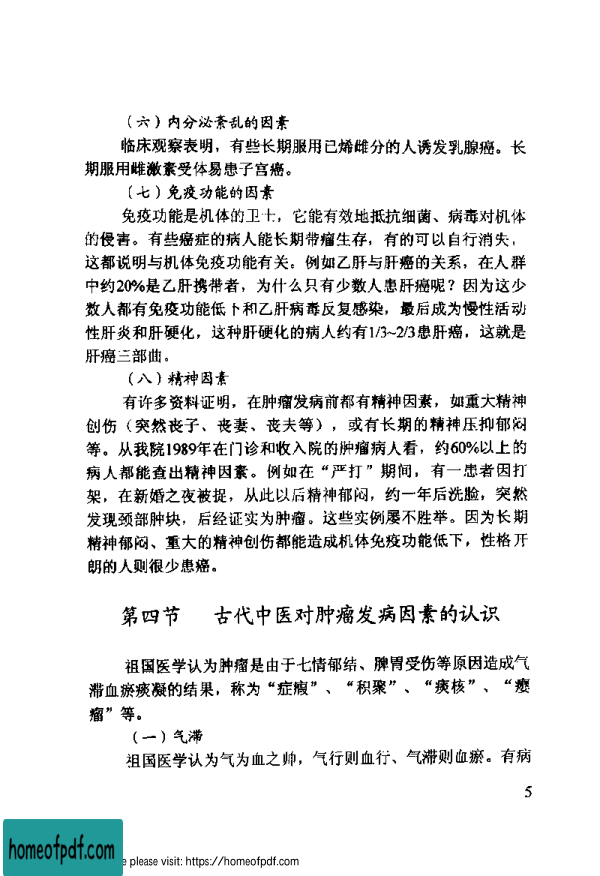 （六）内分泌紊乱的因素
临床观察表明，有些长期服用已烯雌分的人诱发乳腺癌。长
期服用雌激素受体易患子宫癌。
（七）免疫功能的因素
免疫功能是机体的卫士，它能有效地抵抗细菌、病毒对机体
的侵害。有些癌症的病人能长期带瘤生存，有的可以自行消失，
这都说明与机体免疫功能有关。例如乙肝与肝癌的关系，在人群
中约20%是乙肝携带者，为什么只有少数人患肝癌呢？因为这少
数人都有免疫功能低下和乙肝病毒反复感染，最后成为慢性活动
性肝炎和肝硬化，这种肝硬化的病人约有1/3~2/3患肝癌，这就是
肝癌三部曲。
（八）精神因素
有许多资料证明，在肿瘤发病前都有精神因素，如重大精神
创伤（突然丧子、丧妻、丧夫等），或有长期的精神压抑郁闷
等。从我院1989年在门诊和收入院的肿瘤病人看，约60%以上的
病人都能查出精神因素。例如在“严打”期间，有一患者因打
架，在新婚之夜被捉，从此以后精神郁闷，约一年后洗脸，突然
发现颈部肿块，后经证实为肿瘤。这些实例屡不胜举。因为长期
精神郁闷、重大的精神创伤都能造成机体免疫功能低下，性格开
朗的人则很少患癌。
第四节 古代中医对肿瘤发病因素的认识
祖国医学认为肿瘤是由于七情郁结、脾胃受伤等原因造成气
滞血瘀痰凝的结果，称为“症瘕”、“积聚”、“痰核”、“瘿
瘤”等。
（一）气滞
祖国医学认为气为血之帅，气行则血行、气滞则血瘀。有病
5
homeofpdf.com
e please visit: https://homeofpdf.com